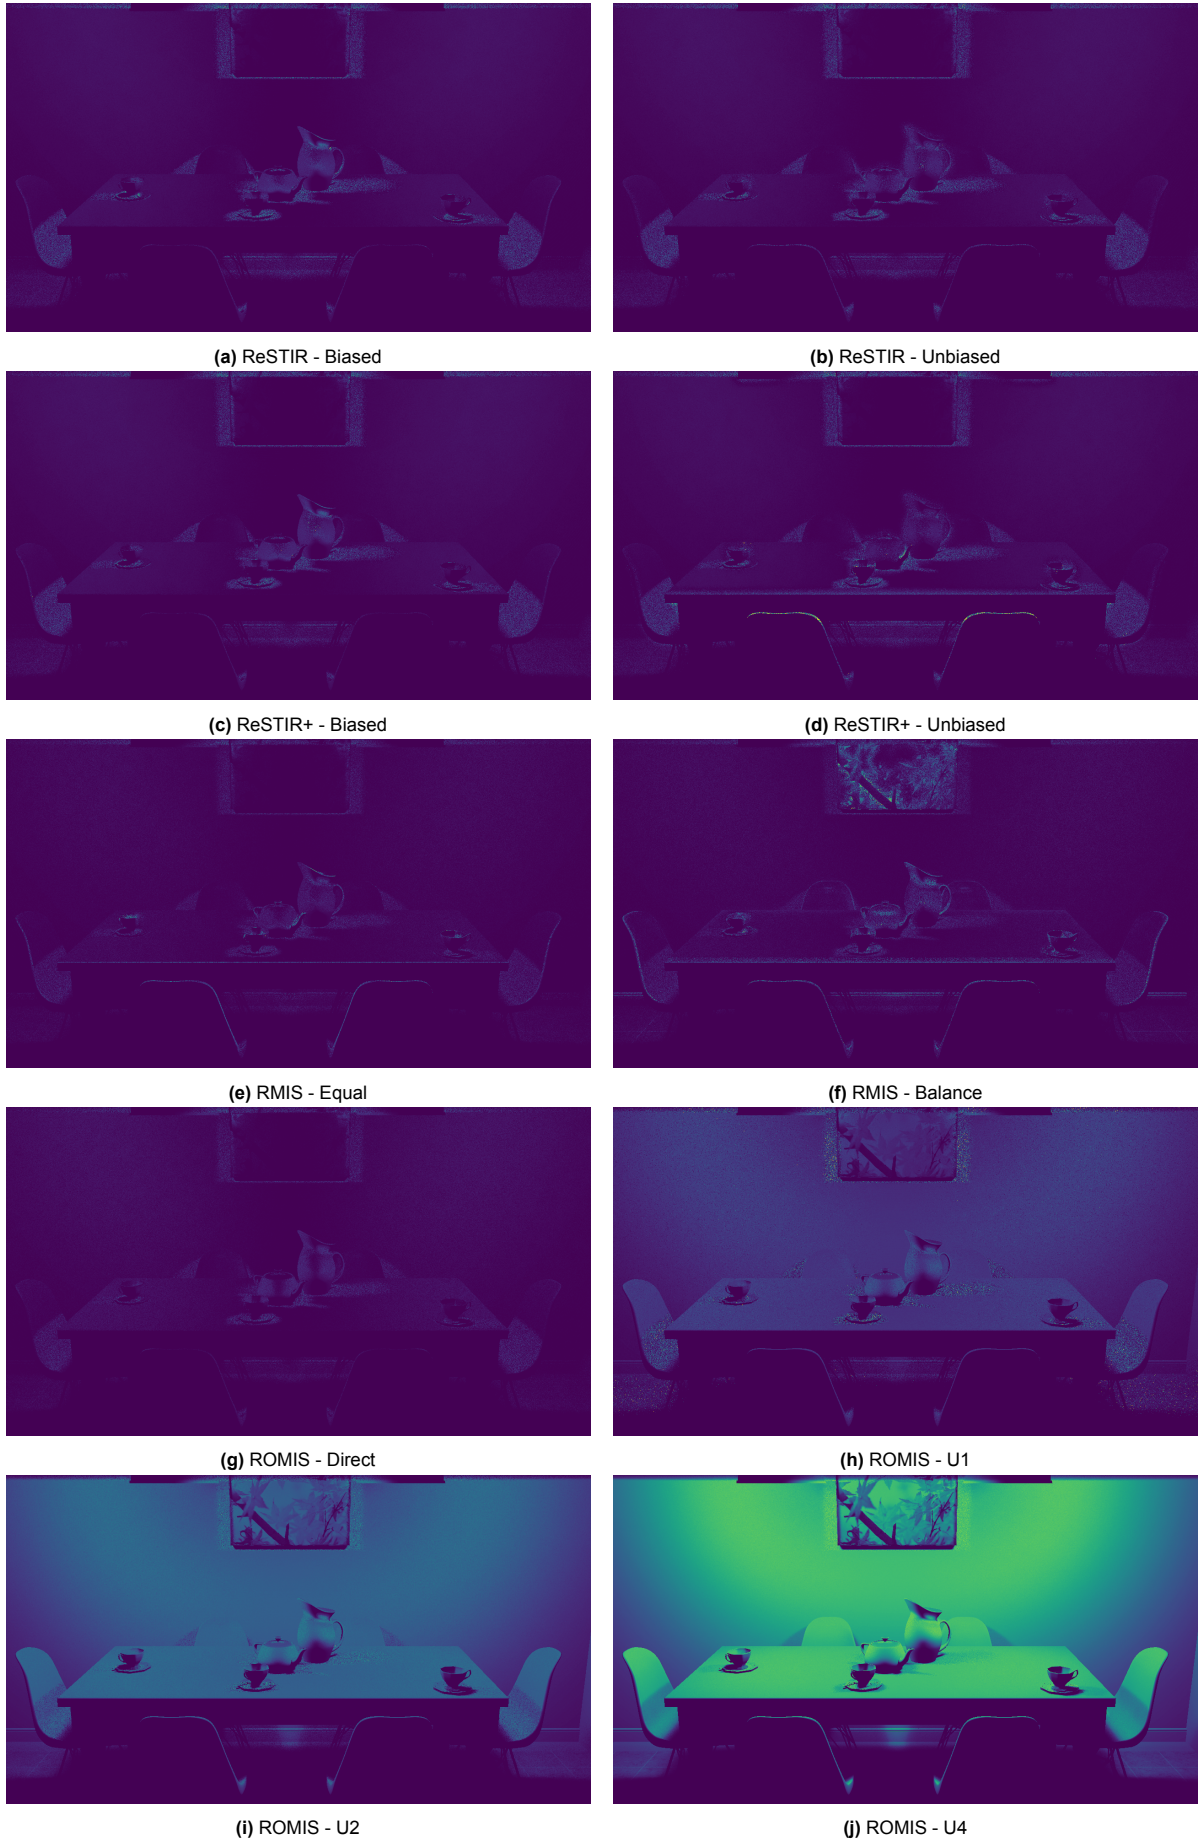 (a) ReSTIR - Biased
(b) ReSTIR - Unbiased
(c) ReSTIR+ - Biased
(d) ReSTIR+ - Unbiased
(e) RMIS - Equal
(f) RMIS - Balance
(g) ROMIS - Direct
(h) ROMIS - U1
(i) ROMIS - U2
(j) ROMIS - U4